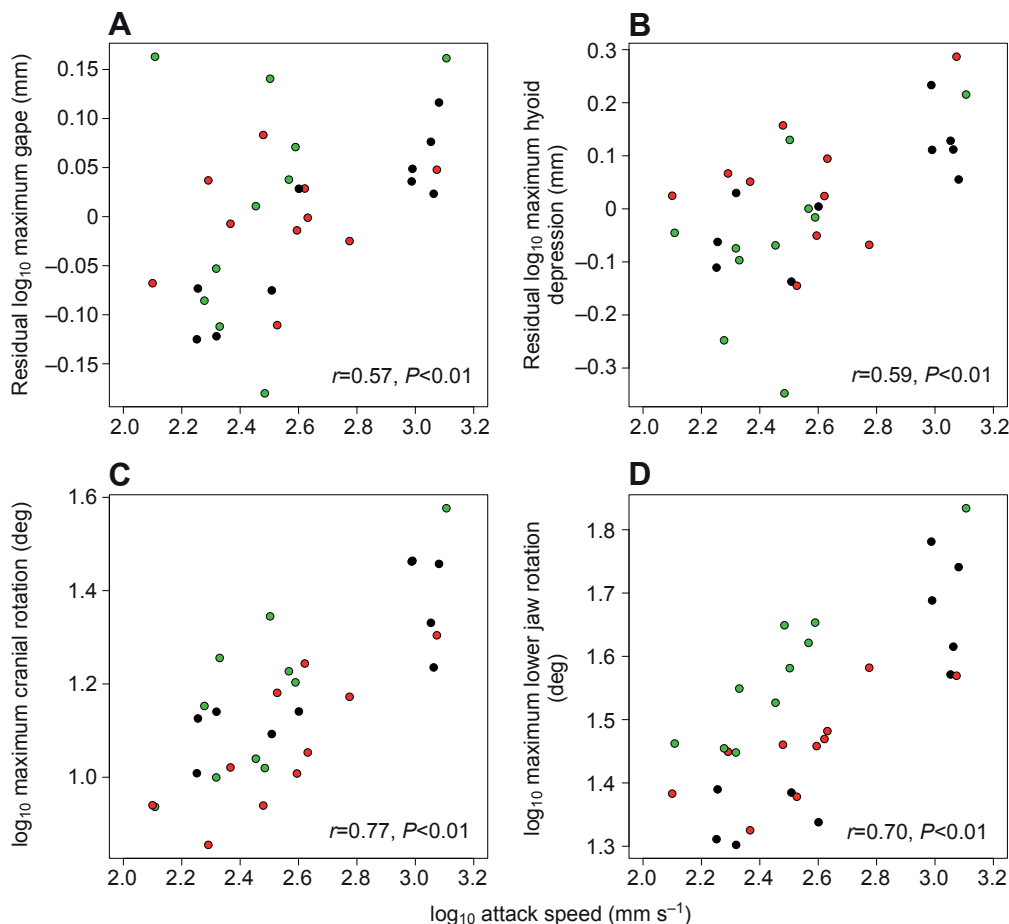 A
B
Residual log₁₀ maximum gape (mm)
0.15
0.10
0.05
0
–0.05
–0.10
–0.15
r=0.57, P<0.01
2.0 2.2 2.4 2.6 2.8 3.0 3.2
Residual log₁₀ maximum hyoid
depression (mm)
0.3
0.2
0.1
0
–0.1
–0.2
–0.3
r=0.59, P<0.01
2.0 2.2 2.4 2.6 2.8 3.0 3.2
C
D
log₁₀ maximum cranial rotation (deg)
1.6
1.4
1.2
1.0
r=0.77, P<0.01
2.0 2.2 2.4 2.6 2.8 3.0 3.2
log₁₀ maximum lower jaw rotation
(deg)
1.8
1.7
1.6
1.5
1.4
1.3
r=0.70, P<0.01
2.0 2.2 2.4 2.6 2.8 3.0 3.2
log₁₀ attack speed (mm s⁻¹)